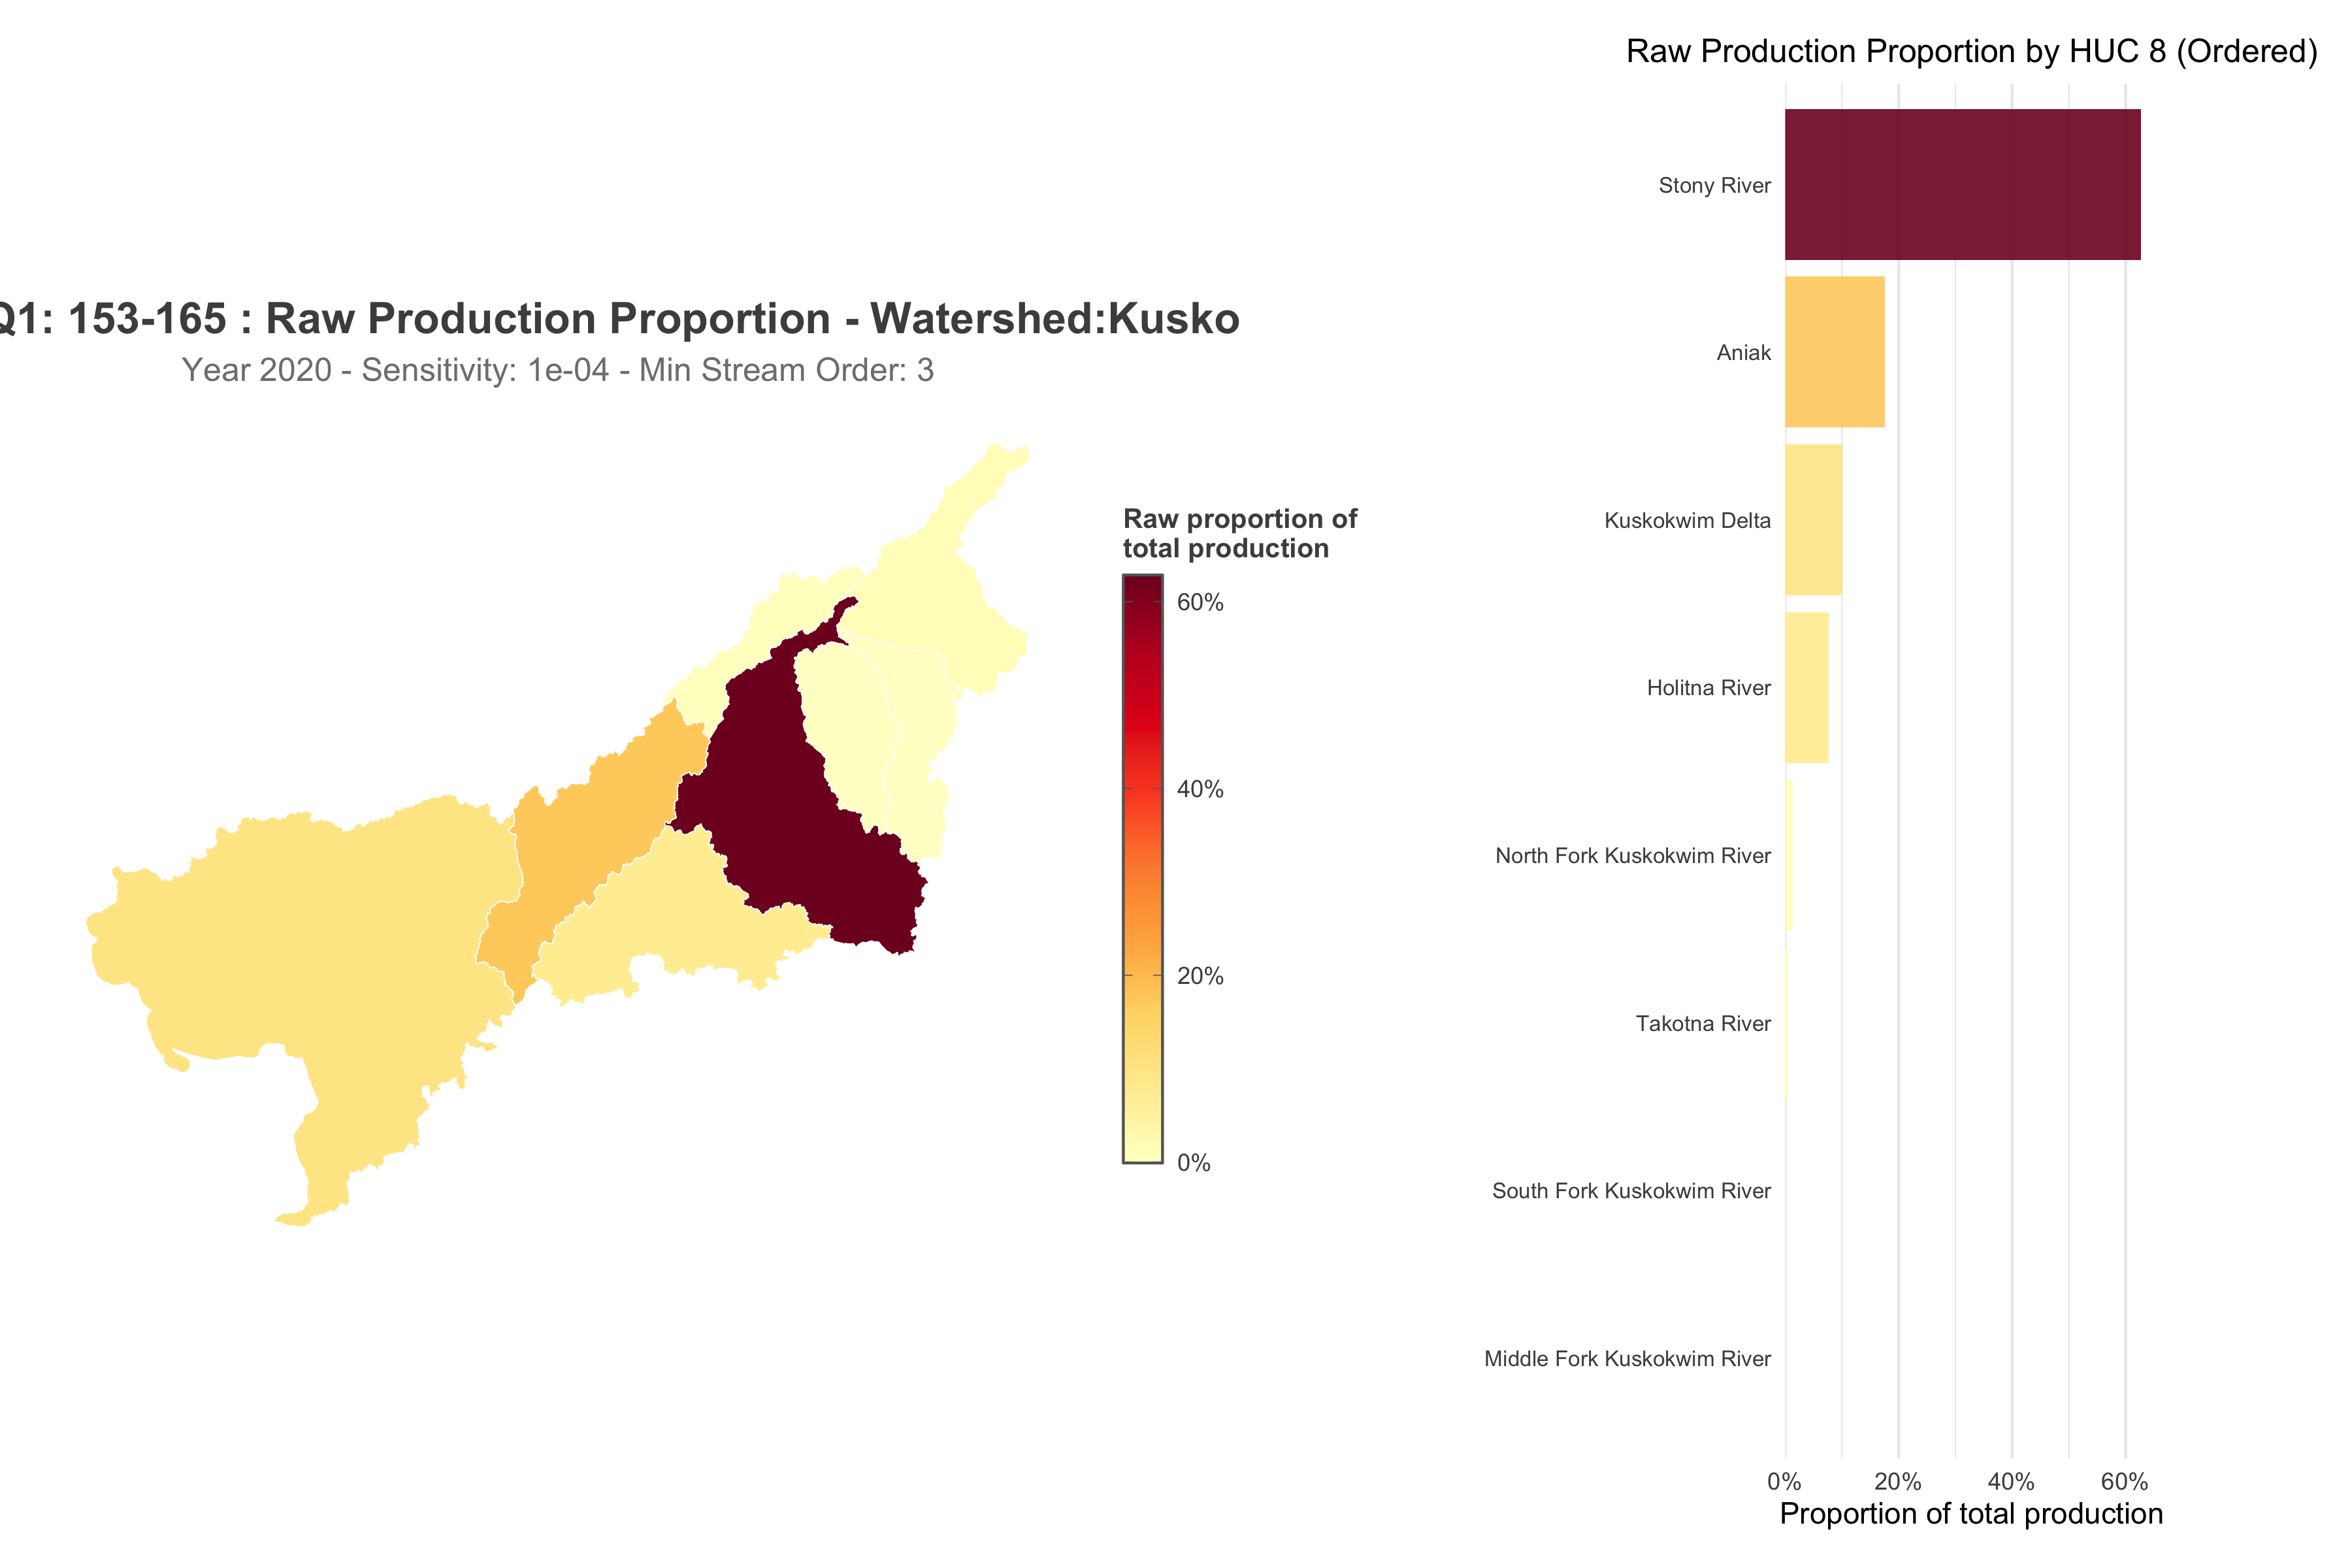 Q1: 153-165 : Raw Production Proportion - Watershed:Kusko
Year 2020 - Sensitivity: 1e-04 - Min Stream Order: 3
Raw proportion of
total production
60%
40%
20%
0%
Raw Production Proportion by HUC 8 (Ordered)
Stony River
Aniak
Kuskokwim Delta
Holitna River
North Fork Kuskokwim River
Takotna River
South Fork Kuskokwim River
Middle Fork Kuskokwim River
0% 20% 40% 60%
Proportion of total production